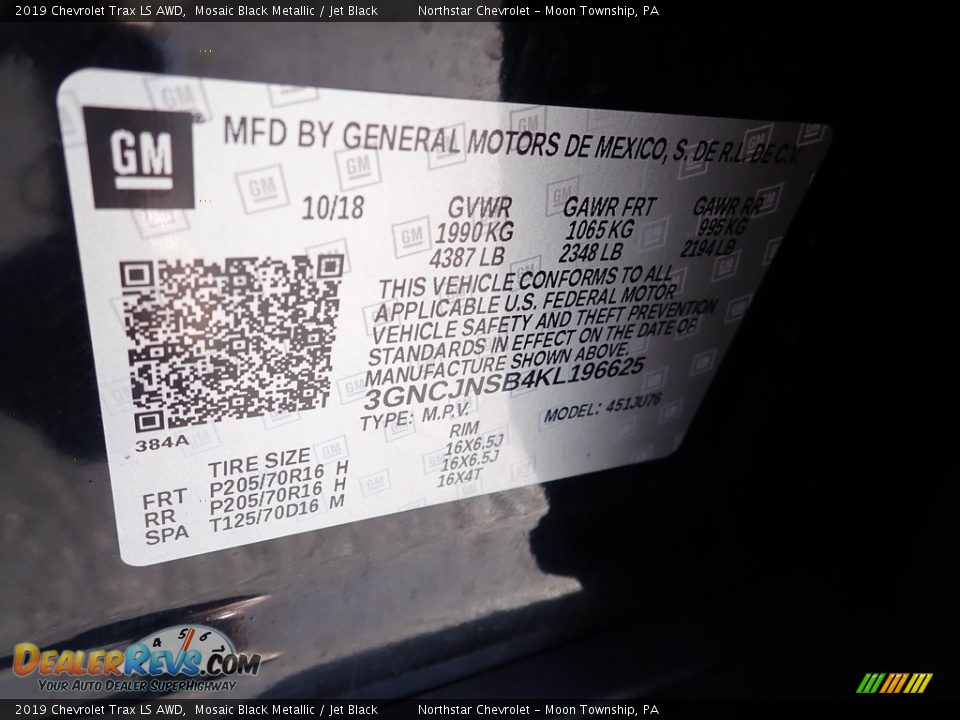 2019 Chevrolet Trax LS AWD, Mosaic Black Metallic / Jet Black Northstar Chevrolet - Moon Township, PA
GM
MFD BY GENERAL MOTORS DE MEXICO, S. DE R.L. DE C.V.
10/18 GVWR GAWR FRT GAWR RR
1990 KG 1065 KG 995 KG
4387 LB 2348 LB 2194 LB
THIS VEHICLE CONFORMS TO ALL
APPLICABLE U.S. FEDERAL MOTOR
VEHICLE SAFETY AND THEFT PREVENTION
STANDARDS IN EFFECT ON THE DATE OF
MANUFACTURE SHOWN ABOVE.
3GNCJNSB4KL196625
TYPE: M.P.V. MODEL: 451JU76
384A
TIRE SIZE RIM
FRT P205/70R16 H 16X6.5J
RR P205/70R16 H 16X6.5J
SPA T125/70D16 M 16X4T
4 5 6
DEALERREVS.COM
YOUR AUTO DEALER SUPERHIGHWAY
2019 Chevrolet Trax LS AWD, Mosaic Black Metallic / Jet Black Northstar Chevrolet - Moon Township, PA